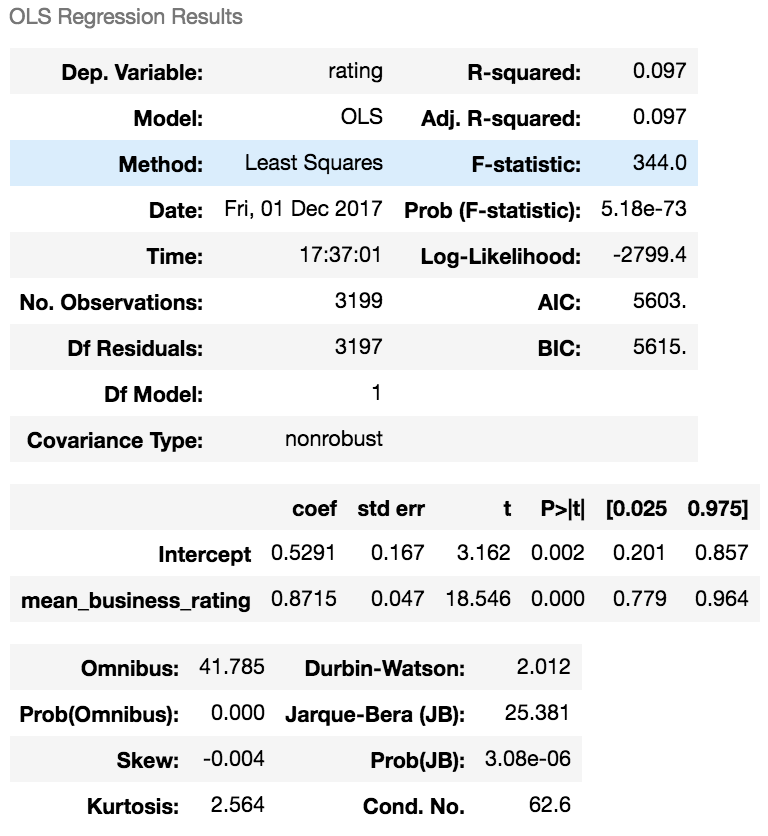 OLS Regression Results
Dep. Variable: rating R-squared: 0.097
Model: OLS Adj. R-squared: 0.097
Method: Least Squares F-statistic: 344.0
Date: Fri, 01 Dec 2017 Prob (F-statistic): 5.18e-73
Time: 17:37:01 Log-Likelihood: -2799.4
No. Observations: 3199 AIC: 5603.
Df Residuals: 3197 BIC: 5615.
Df Model: 1
Covariance Type: nonrobust
coef std err t P>|t| [0.025 0.975]
Intercept 0.5291 0.167 3.162 0.002 0.201 0.857
mean_business_rating 0.8715 0.047 18.546 0.000 0.779 0.964
Omnibus: 41.785 Durbin-Watson: 2.012
Prob(Omnibus): 0.000 Jarque-Bera (JB): 25.381
Skew: -0.004 Prob(JB): 3.08e-06
Kurtosis: 2.564 Cond. No. 62.6